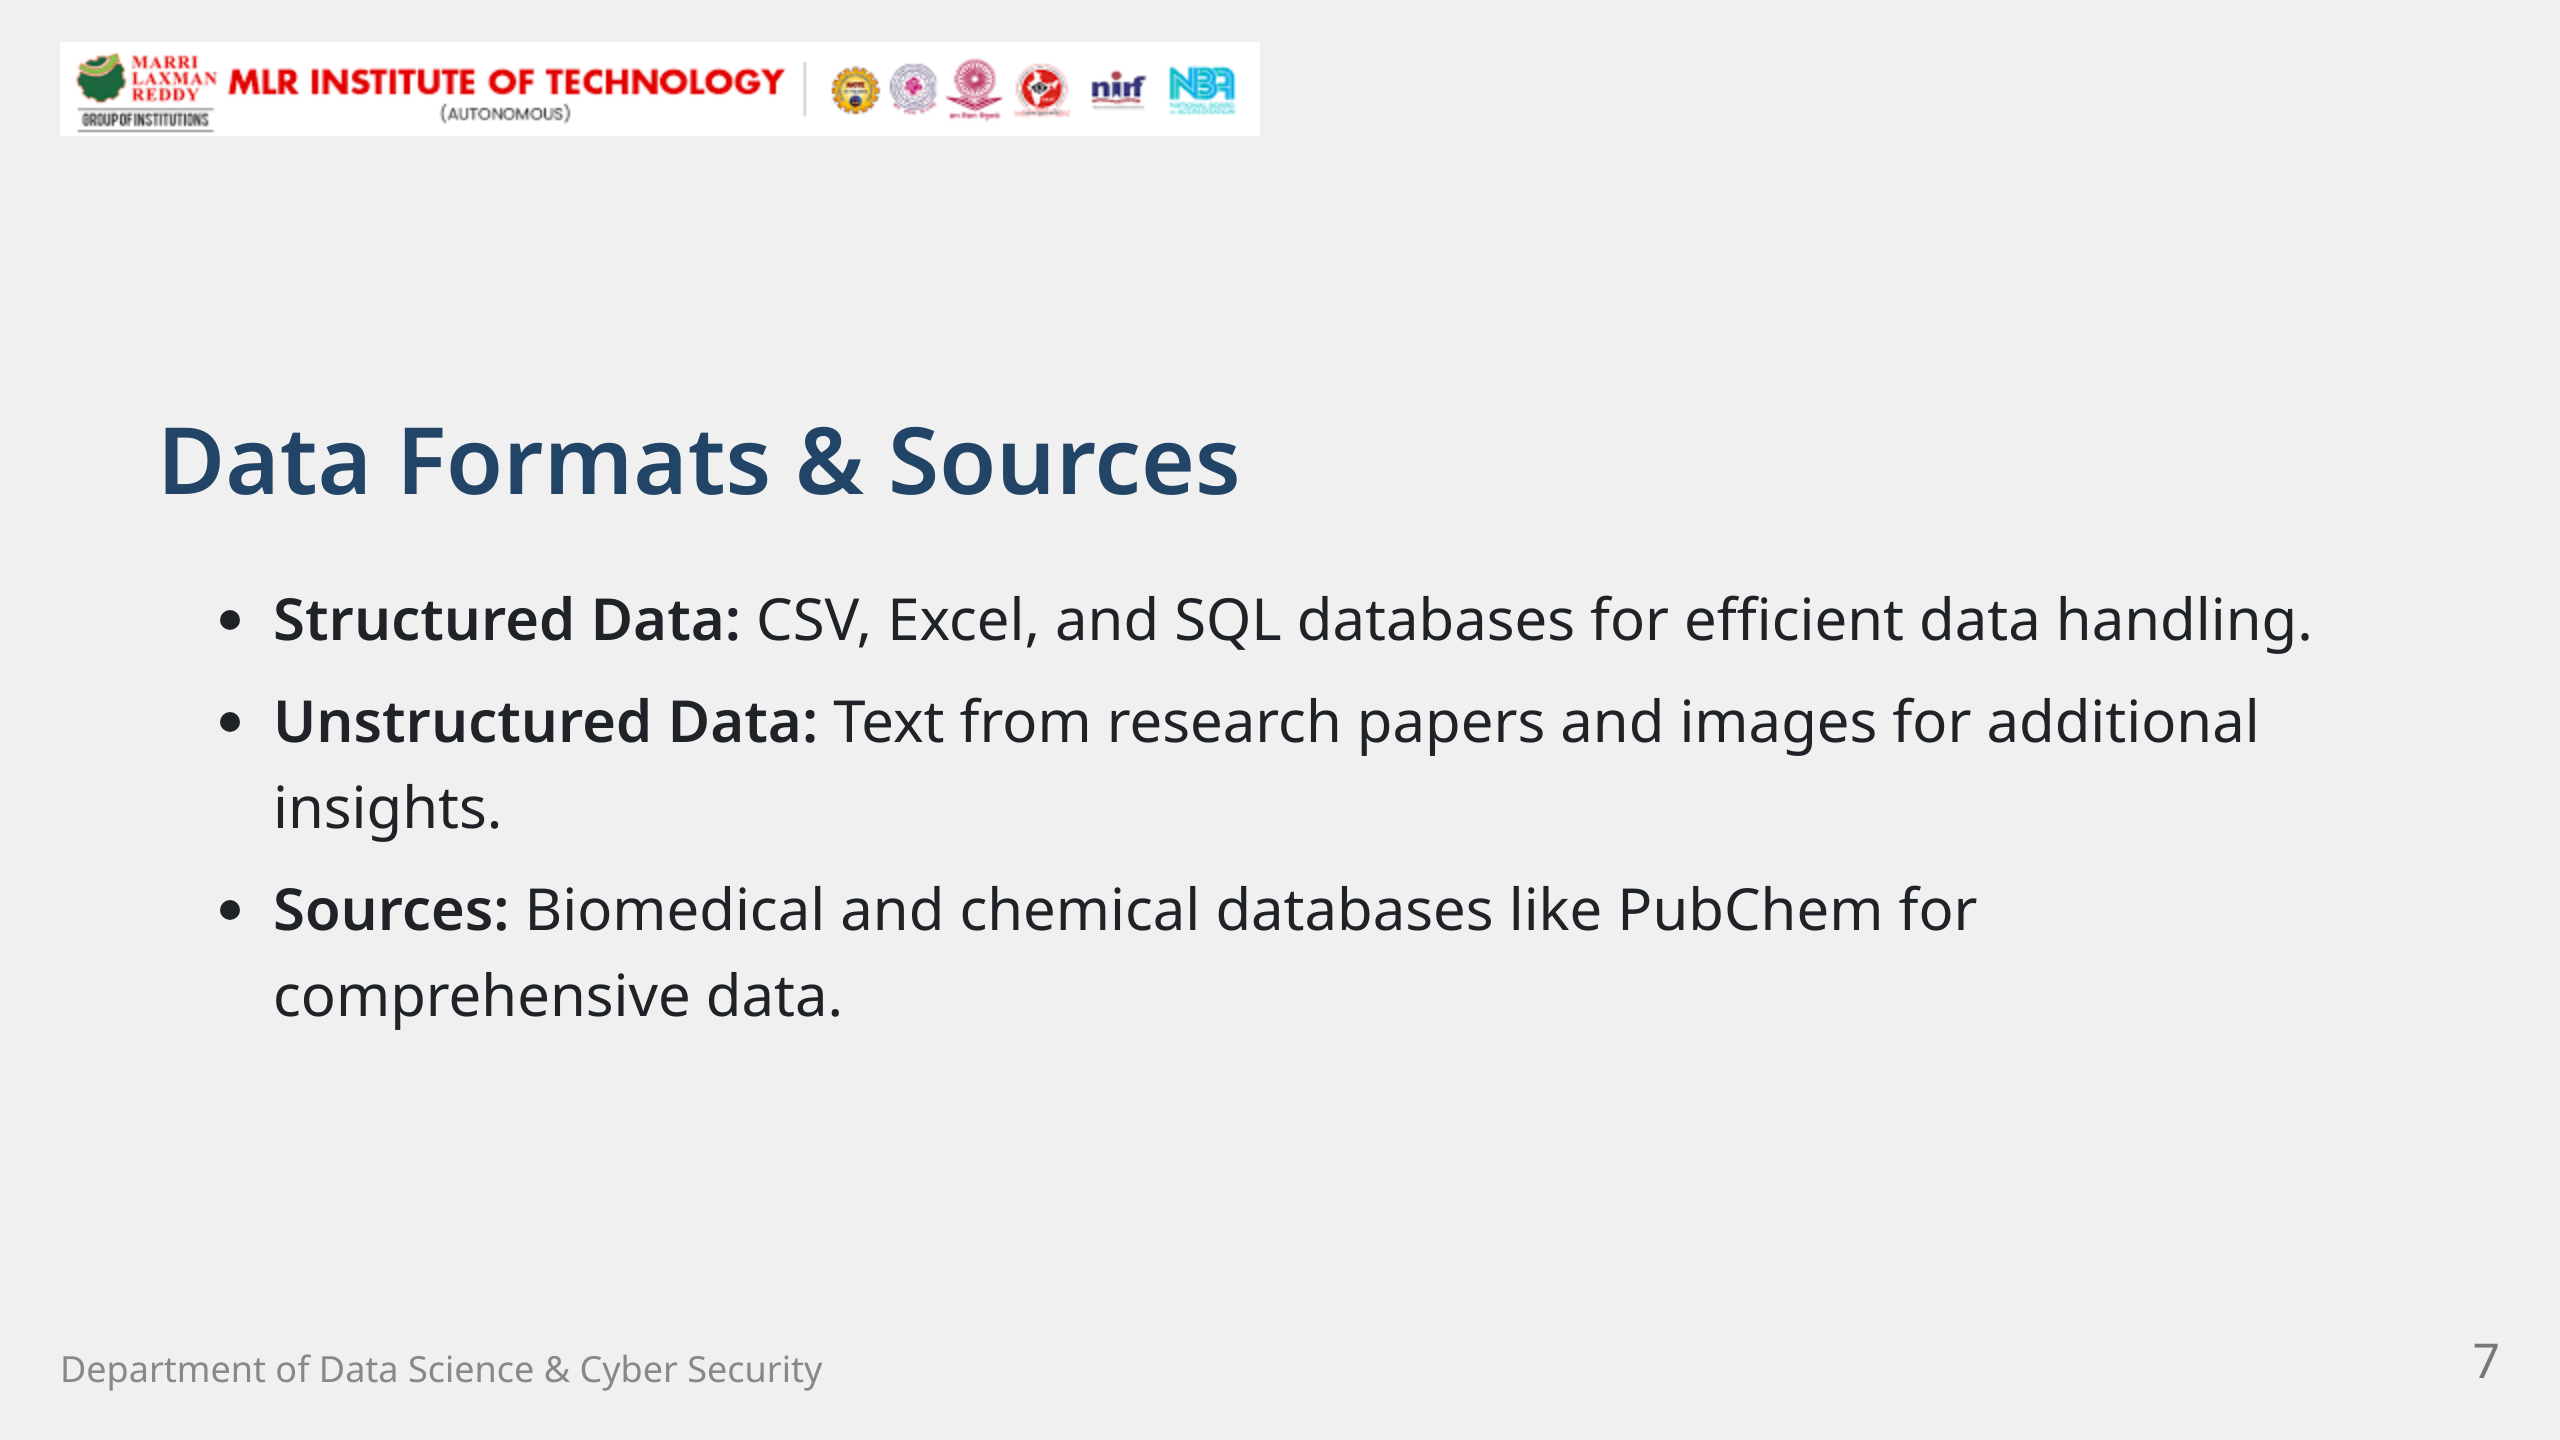 MARRI
LAXMAN
REDDY
GROUP OF INSTITUTIONS
MLR INSTITUTE OF TECHNOLOGY
(AUTONOMOUS)
nirf
NBA
Data Formats & Sources
• Structured Data: CSV, Excel, and SQL databases for efficient data handling.
• Unstructured Data: Text from research papers and images for additional
insights.
• Sources: Biomedical and chemical databases like PubChem for
comprehensive data.
Department of Data Science & Cyber Security
7